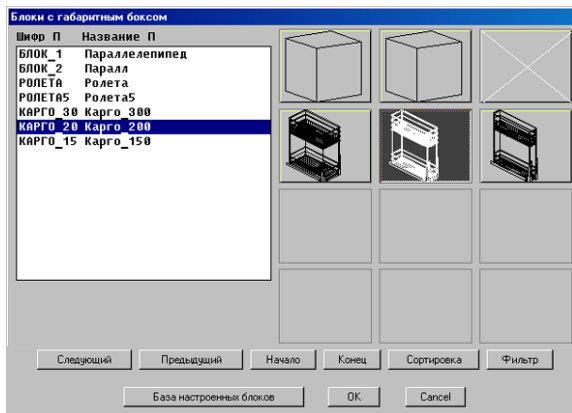 Блоки с габаритным боксом
Шифр П Название П
БЛОК_1 Параллелепипед
БЛОК_2 Паралл
РОЛЕТА Ролета
РОЛЕТА5 Ролета5
КАРГО_30 Карго_300
КАРГО_20 Карго_200
КАРГО_15 Карго_150
Следующий Предыдущий Начало Конец Сортировка Фильтр
База настроенных блоков OK Cancel